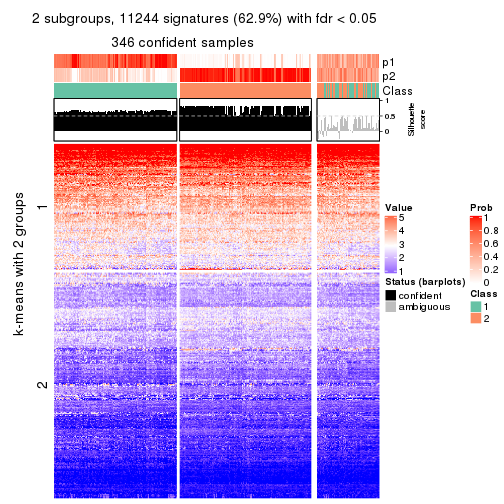 2 subgroups, 11244 signatures (62.9%) with fdr < 0.05
346 confident samples
p1
p2
Class
1
0.5
0
Silhouette
score
k-means with 2 groups
1
2
Value
5
4
3
2
1
Status (barplots)
confident
ambiguous
Prob
1
0.8
0.6
0.4
0.2
0
Class
1
2